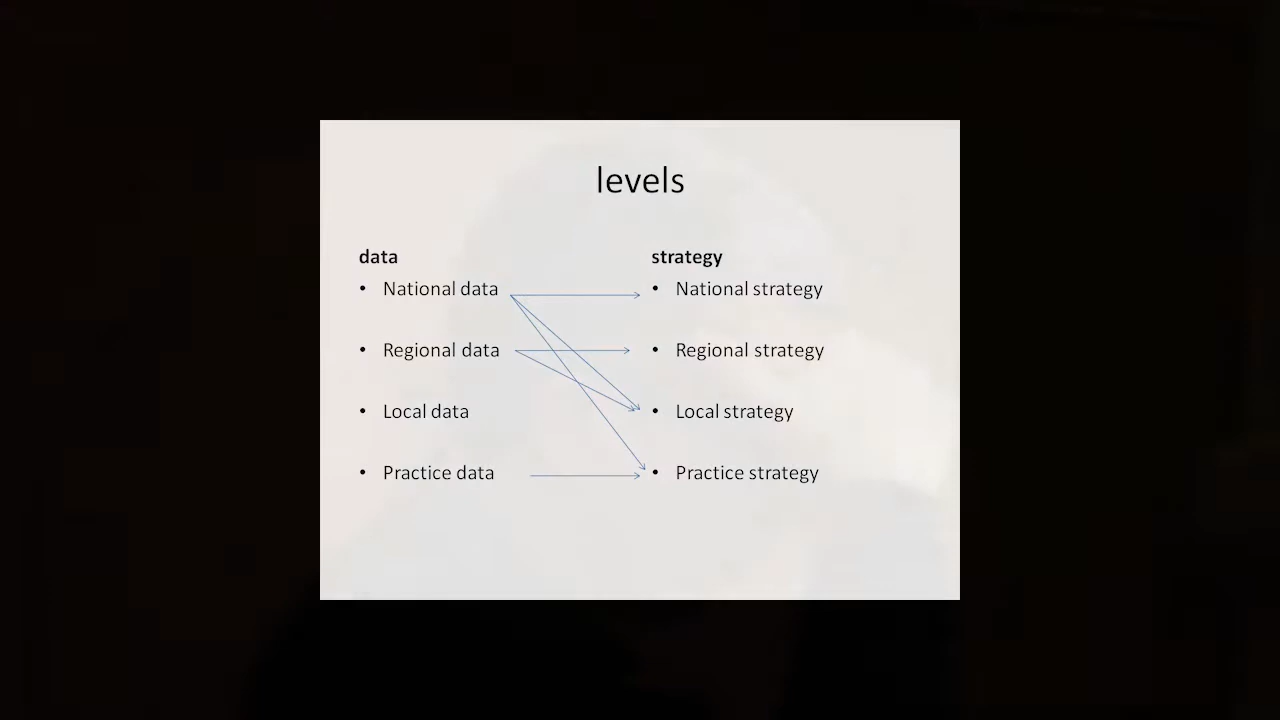 levels
data
• National data
• Regional data
• Local data
• Practice data
strategy
• National strategy
• Regional strategy
• Local strategy
• Practice strategy